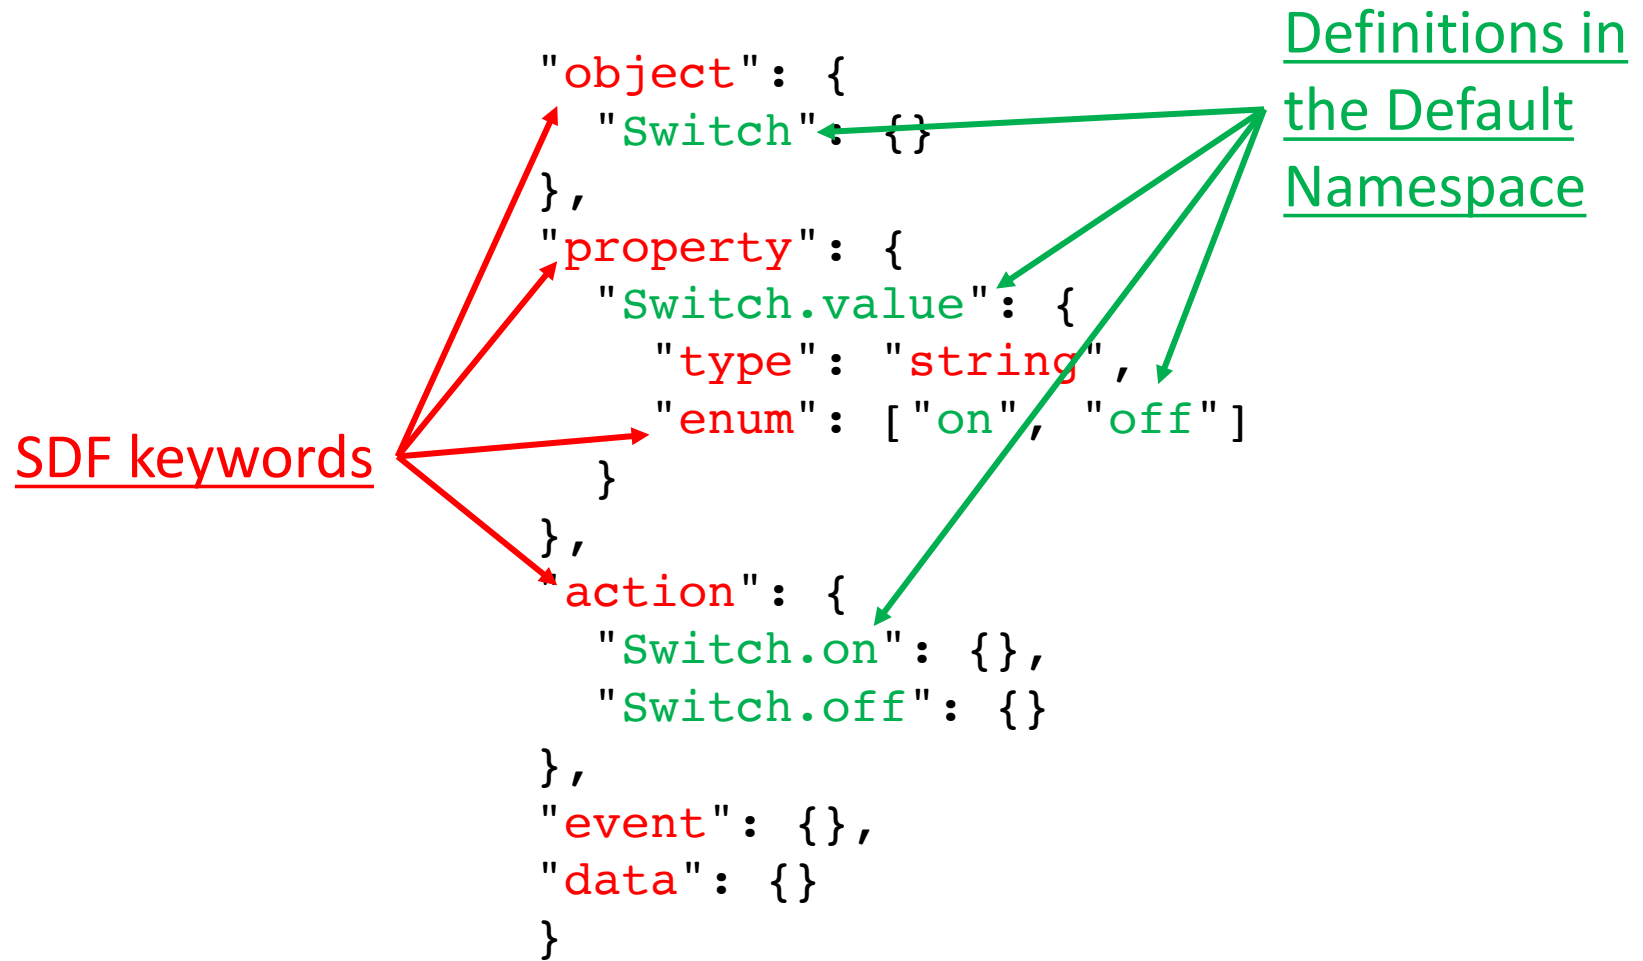 "object": {
"Switch": {}
},
"property": {
"Switch.value": {
"type": "string",
"enum": ["on", "off"]
}
},
"action": {
"Switch.on": {},
"Switch.off": {}
},
"event": {},
"data": {}
}
SDF keywords
Definitions in
the Default
Namespace